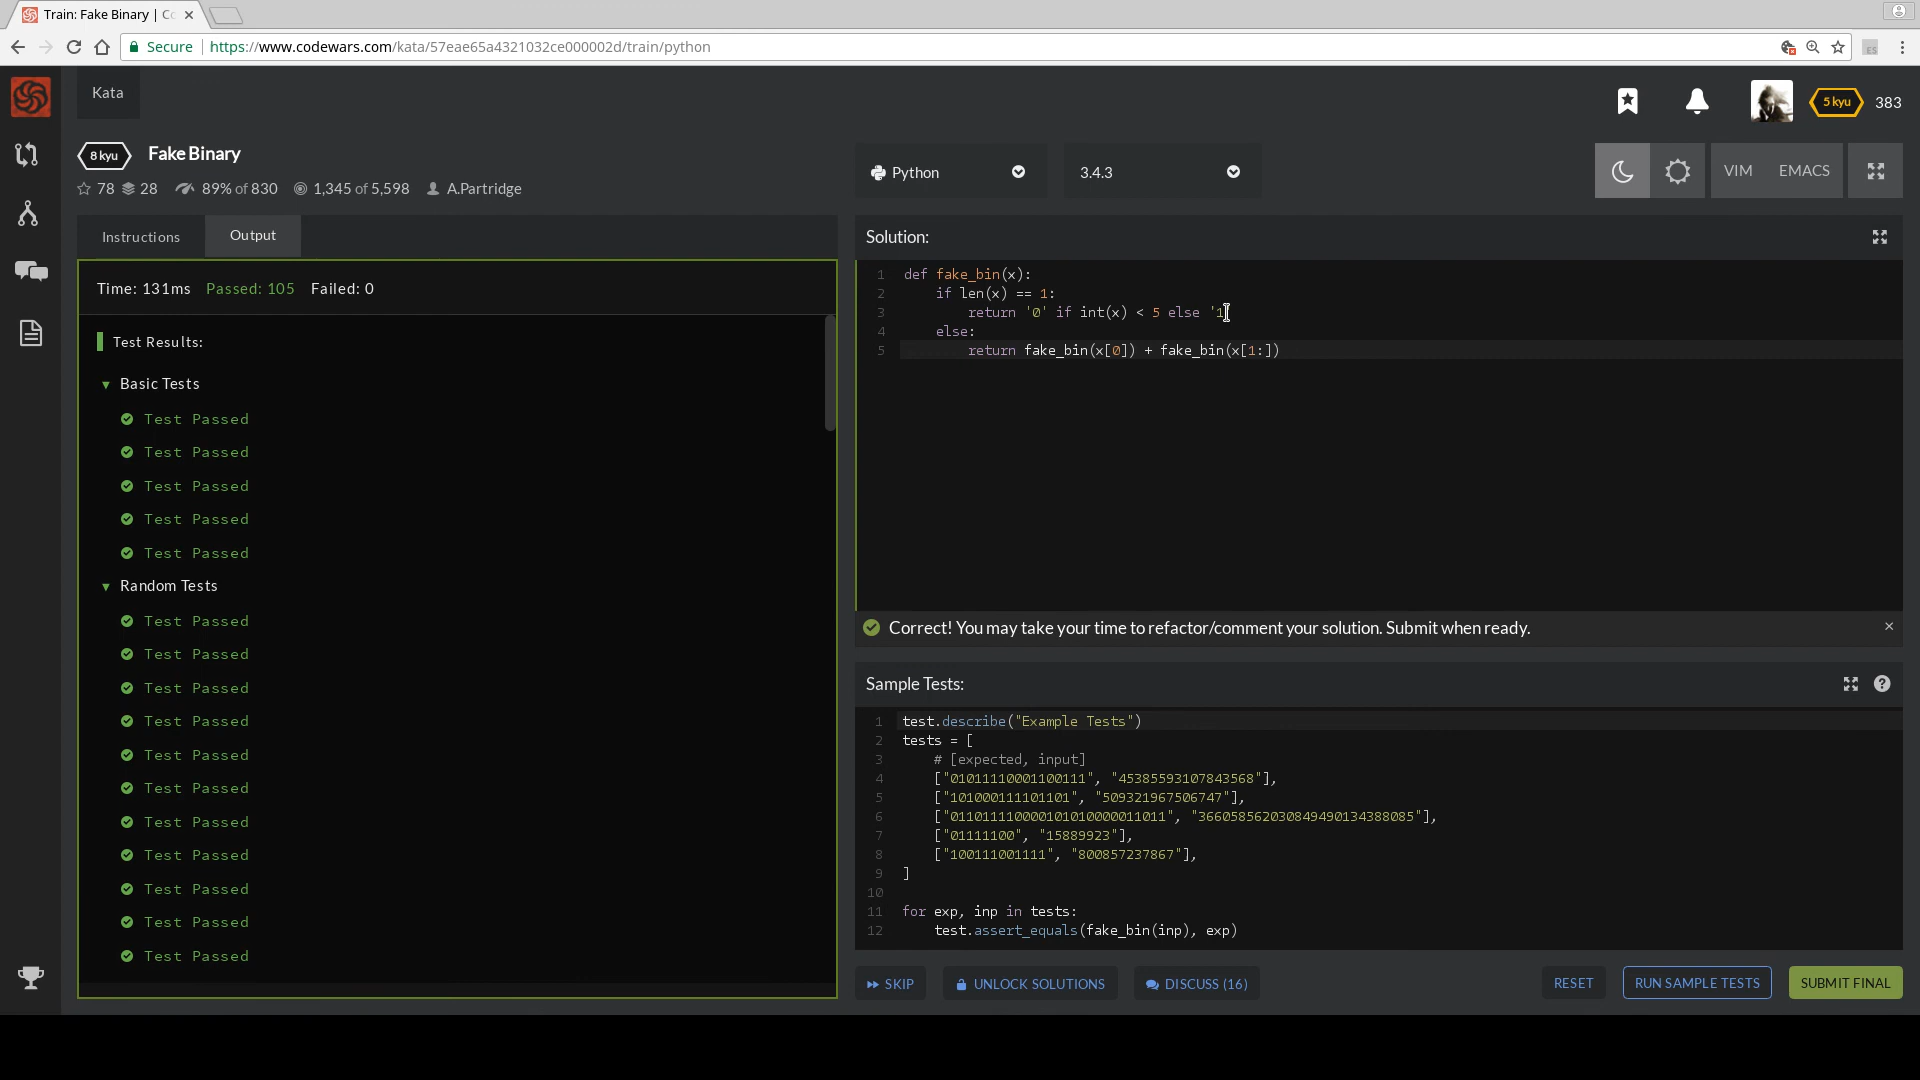 Train: Fake Binary | Co
Secure
https://www.codewars.com/kata/57eae65a4321032ce000002d/train/python
Kata
5 kyu
383
8 kyu
Fake Binary
78
28
89% of 830
1,345 of 5,598
A.Partridge
Python
3.4.3
VIM
EMACS
Instructions
Output
Time: 131ms Passed: 105 Failed: 0
Test Results:
Basic Tests
Test Passed
Test Passed
Test Passed
Test Passed
Test Passed
Random Tests
Test Passed
Test Passed
Test Passed
Test Passed
Test Passed
Test Passed
Test Passed
Test Passed
Test Passed
Test Passed
Test Passed
Solution:
1 def fake_bin(x):
2 if len(x) == 1:
3 return '0' if int(x) < 5 else '1
4 else:
5 return fake_bin(x[0]) + fake_bin(x[1:])
Correct! You may take your time to refactor/comment your solution. Submit when ready.
×
Sample Tests:
?
1 test.describe("Example Tests")
2 tests = [
3 # [expected, input]
4 ["01011110001100111", "45385593107843568"],
5 ["101000111101101", "509321967506747"],
6 ["011011110000101010000011011", "366058562030849490134388085"],
7 ["01111100", "15889923"],
8 ["100111001111", "800857237867"],
9 ]
10
11 for exp, inp in tests:
12 test.assert_equals(fake_bin(inp), exp)
SKIP
UNLOCK SOLUTIONS
DISCUSS (16)
RESET
RUN SAMPLE TESTS
SUBMIT FINAL